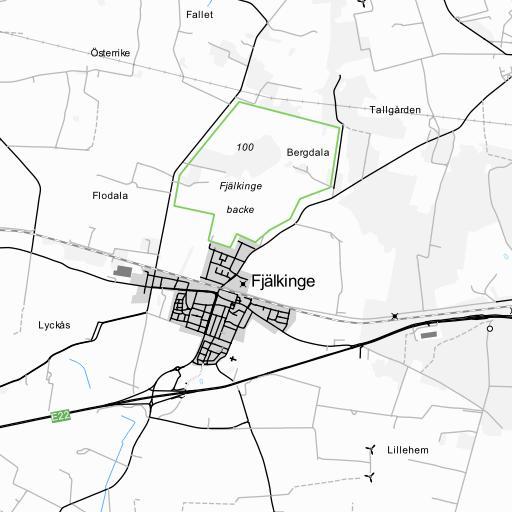 Fallet
Österrike
Tallgården
100
Bergdala
Fjälkinge
backe
Flodala
Fjälkinge
Lyckås
E22
Lillehem